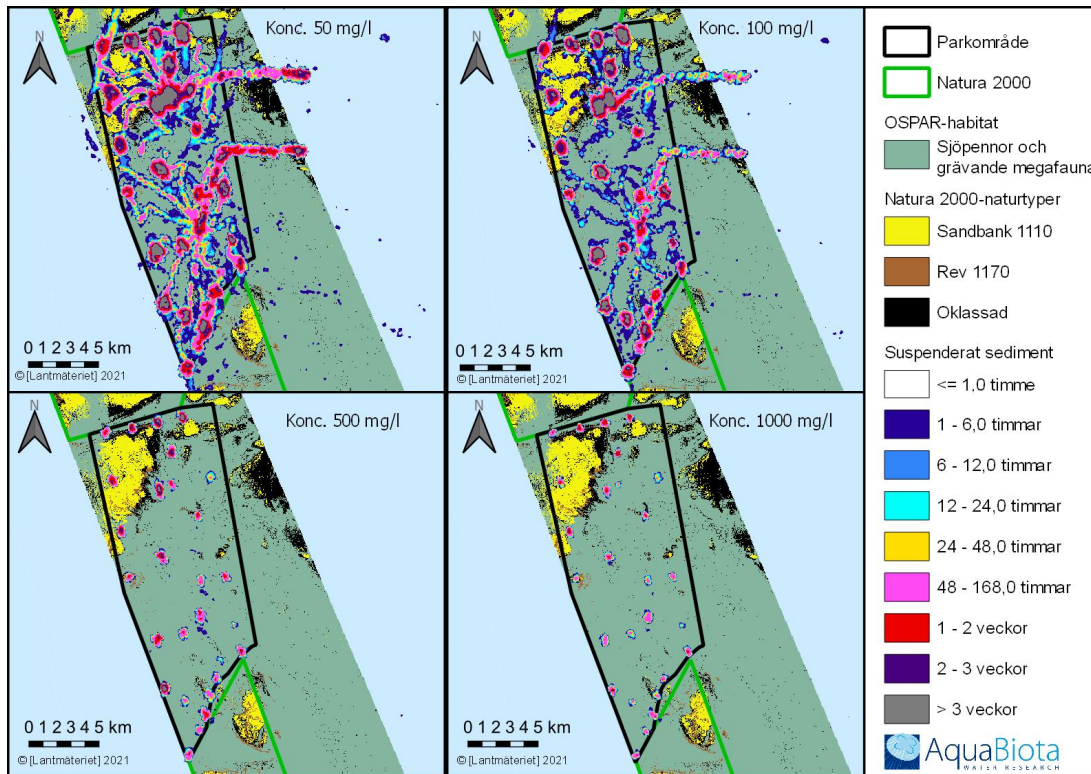 N
Konc. 50 mg/l
0 1 2 3 4 5 km
© [Lantmäteriet] 2021
N
Konc. 100 mg/l
0 1 2 3 4 5 km
© [Lantmäteriet] 2021
N
Konc. 500 mg/l
0 1 2 3 4 5 km
© [Lantmäteriet] 2021
N
Konc. 1000 mg/l
0 1 2 3 4 5 km
© [Lantmäteriet] 2021
Parkområde
Natura 2000
OSPAR-habitat
Sjöpennor och
grävande megafauna
Natura 2000-naturtyper
Sandbank 1110
Rev 1170
Oklassad
Suspenderat sediment
<= 1,0 timme
1 - 6,0 timmar
6 - 12,0 timmar
12 - 24,0 timmar
24 - 48,0 timmar
48 - 168,0 timmar
1 - 2 veckor
2 - 3 veckor
> 3 veckor
AquaBiota
WATER RESEARCH